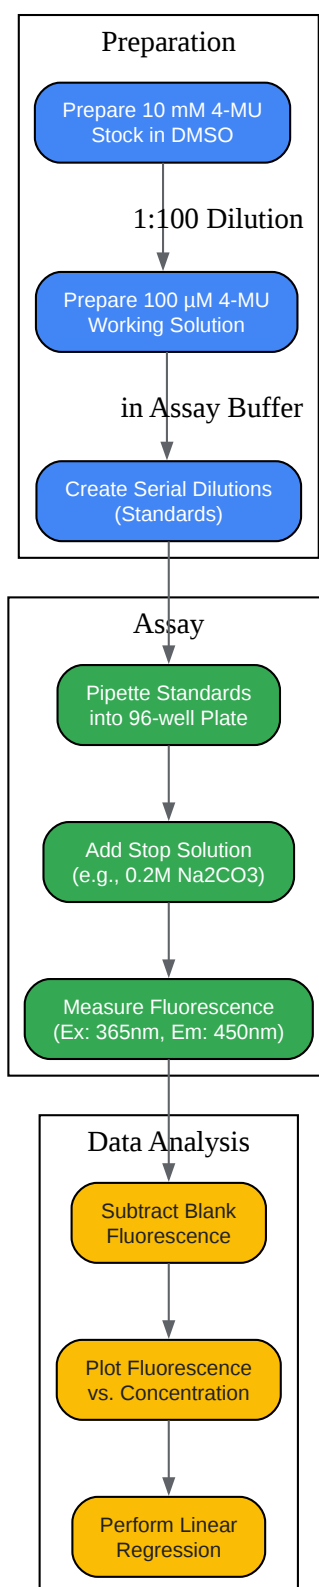 Preparation
Prepare 10 mM 4-MU
Stock in DMSO
1:100 Dilution
Prepare 100 µM 4-MU
Working Solution
in Assay Buffer
Create Serial Dilutions
(Standards)
Assay
Pipette Standards
into 96-well Plate
Add Stop Solution
(e.g., 0.2M Na2CO3)
Measure Fluorescence
(Ex: 365nm, Em: 450nm)
Data Analysis
Subtract Blank
Fluorescence
Plot Fluorescence
vs. Concentration
Perform Linear
Regression